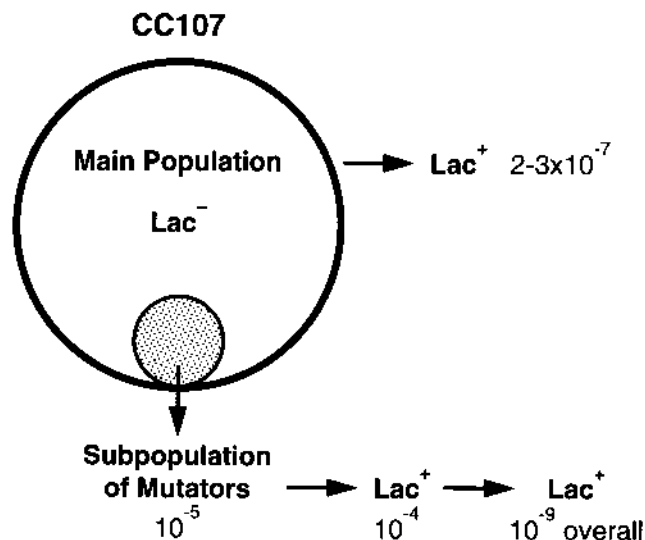 CC107
Main Population
Lac⁺ 2-3x10⁻⁷
Lac⁻
Subpopulation
of Mutators
Lac⁺
Lac⁺
10⁻⁵
10⁻⁴
10⁻⁹ overall